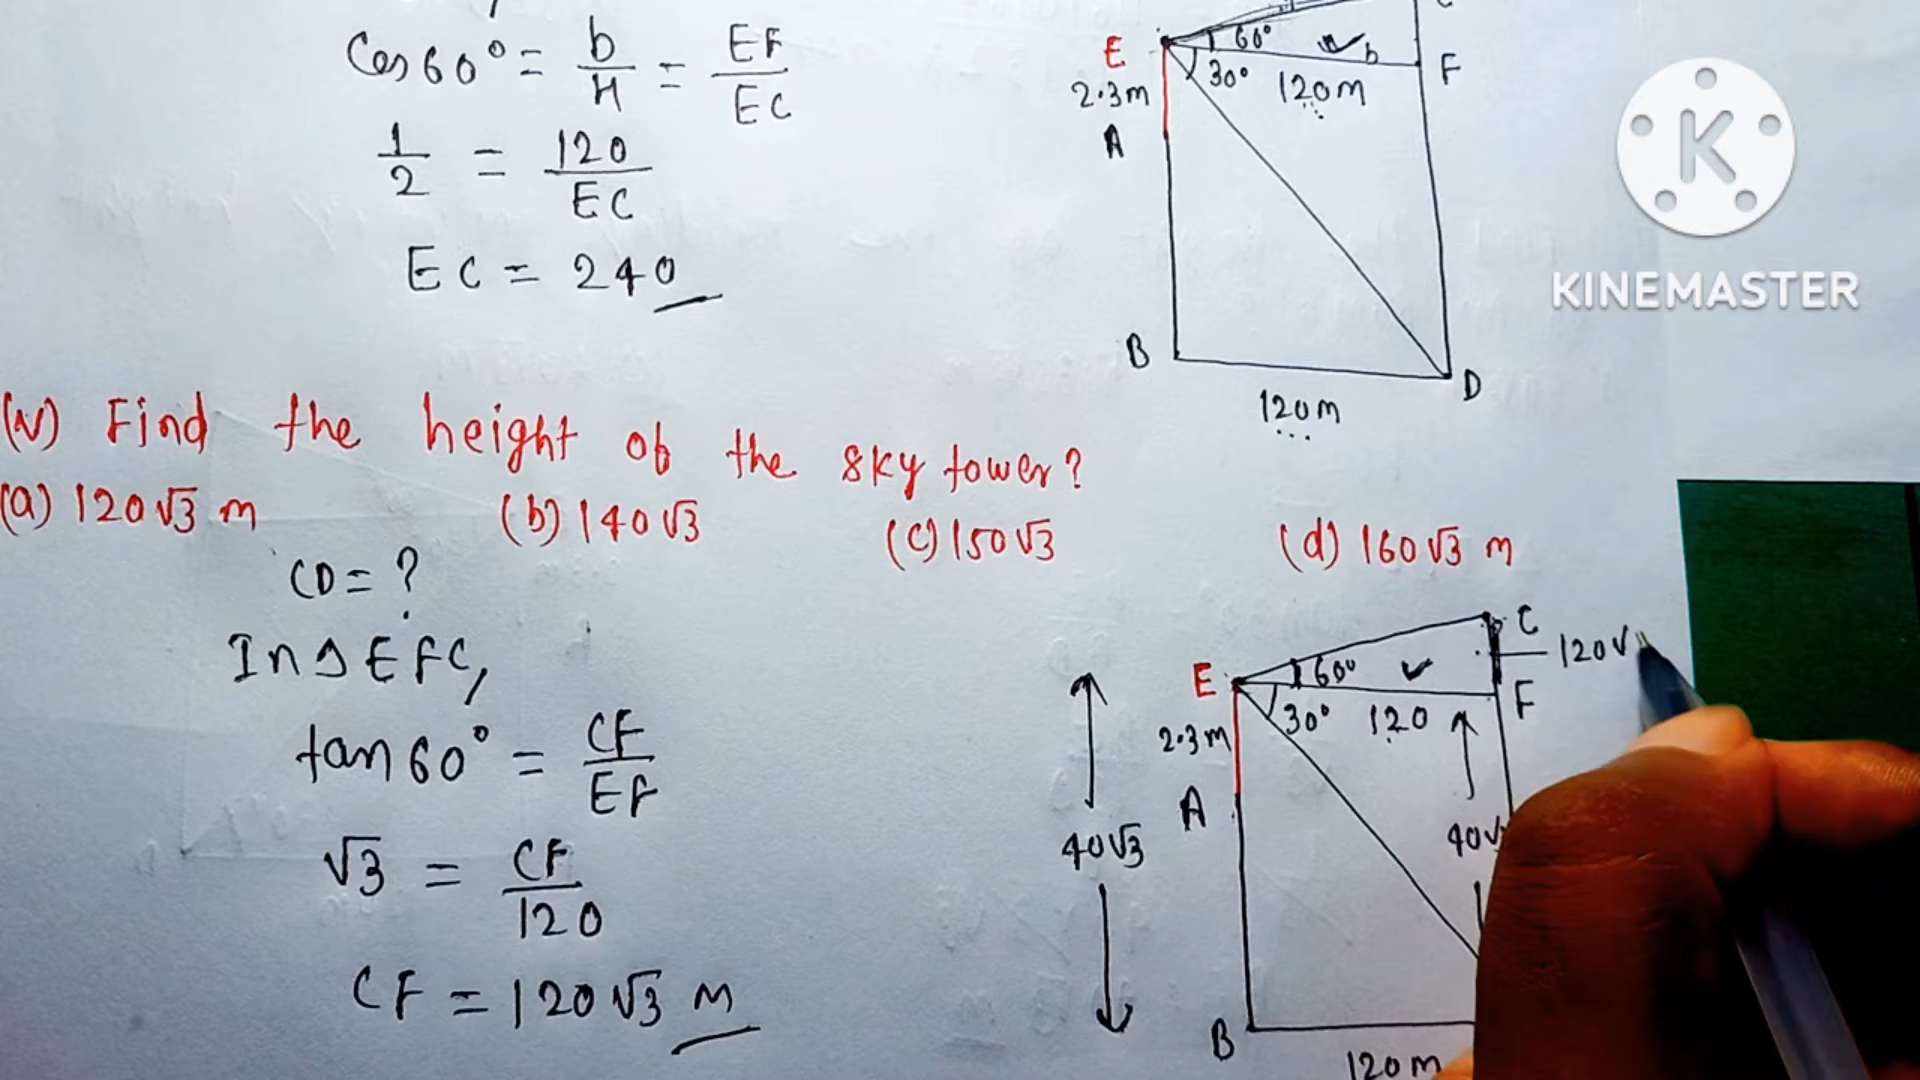 Cos 60° = b/H = EF/EC
1/2 = 120/EC
EC = 240
E
2.3m
A
60°
b
30°
120m
F
B
D
120m
KINEMASTER
(iv) Find the height of the sky tower?
(a) 120√3 m (b) 140√3 (c) 150√3 (d) 160√3 m
CD = ?
In Δ EFC,
tan 60° = CF/EF
√3 = CF/120
CF = 120√3 m
C
120√
E
60°
F
30°
120
2.3m
A
40√3
40√
B
120m